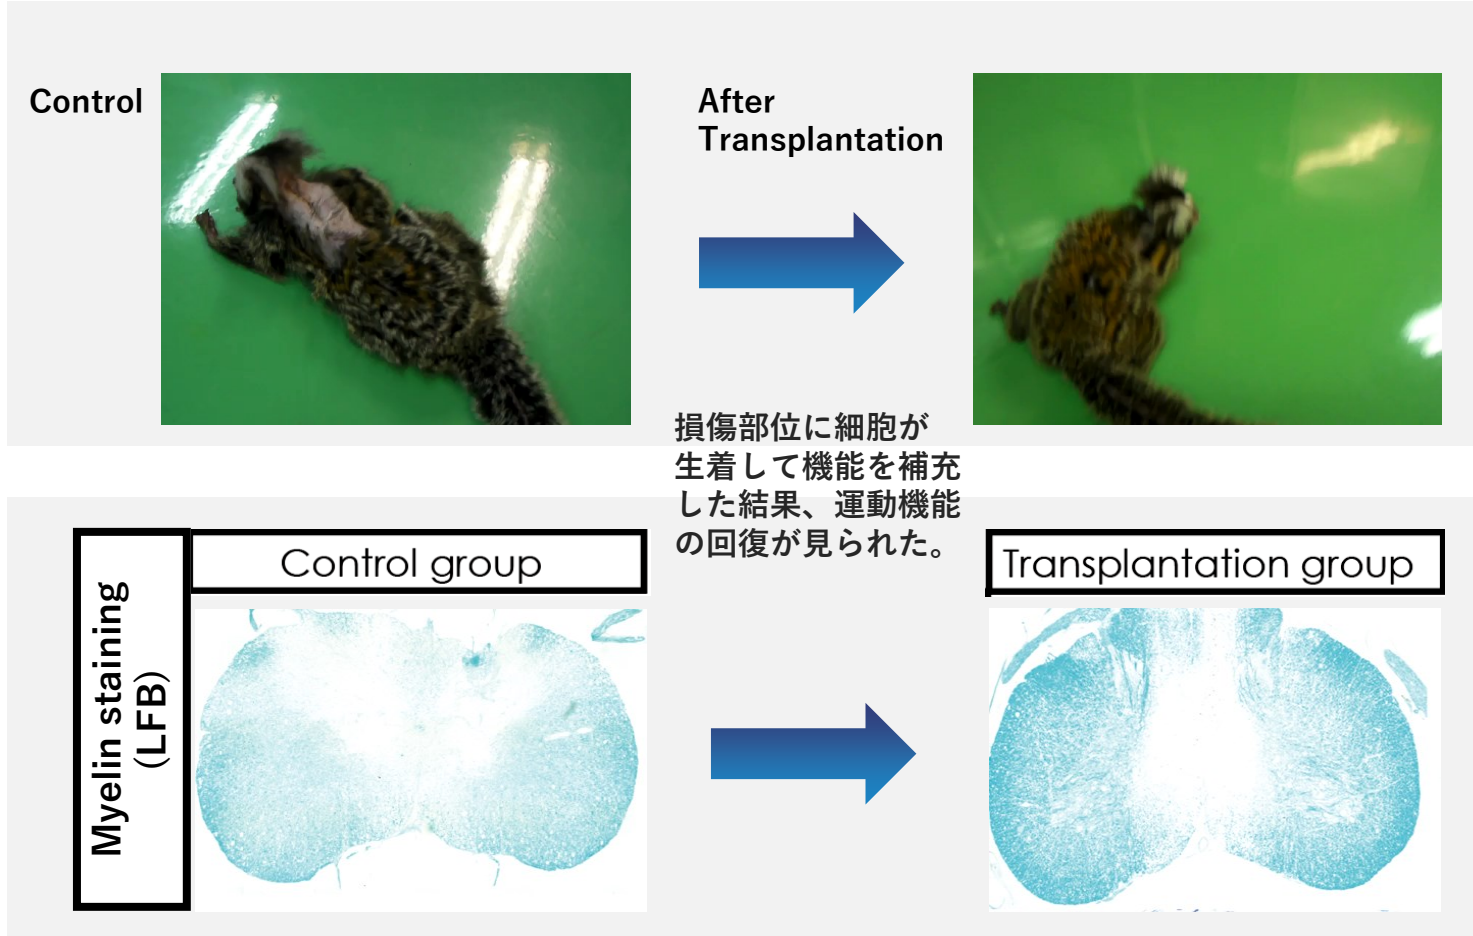 Control
After
Transplantation
損傷部位に細胞が
生着して機能を補充
した結果、運動機能
の回復が見られた。
Control group
Transplantation group
Myelin staining
(LFB)